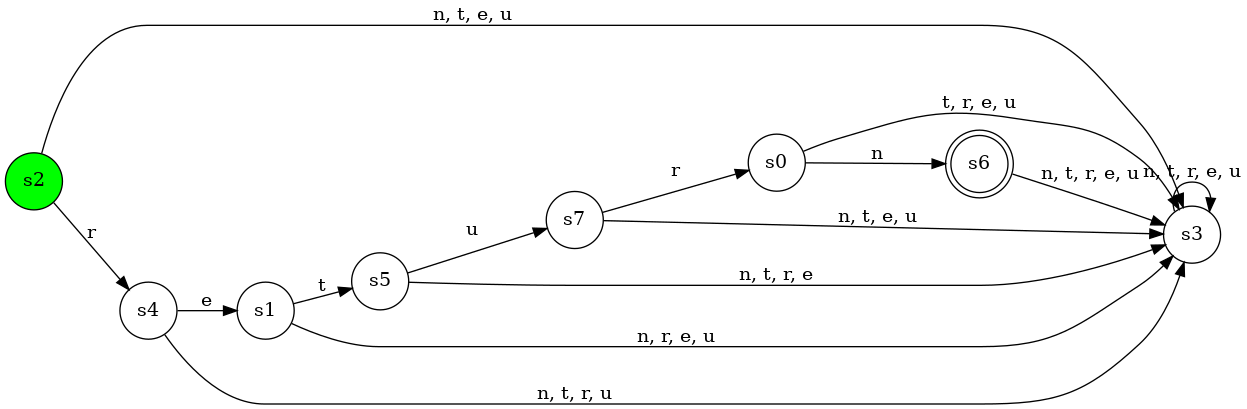 n, t, e, u
t, r, e, u
n
s6
n, t, r, e, u
n, t, r, e, u
r
s0
s2
u
s7
n, t, e, u
s3
r
t
s5
n, t, r, e
s4
e
s1
n, r, e, u
n, t, r, u